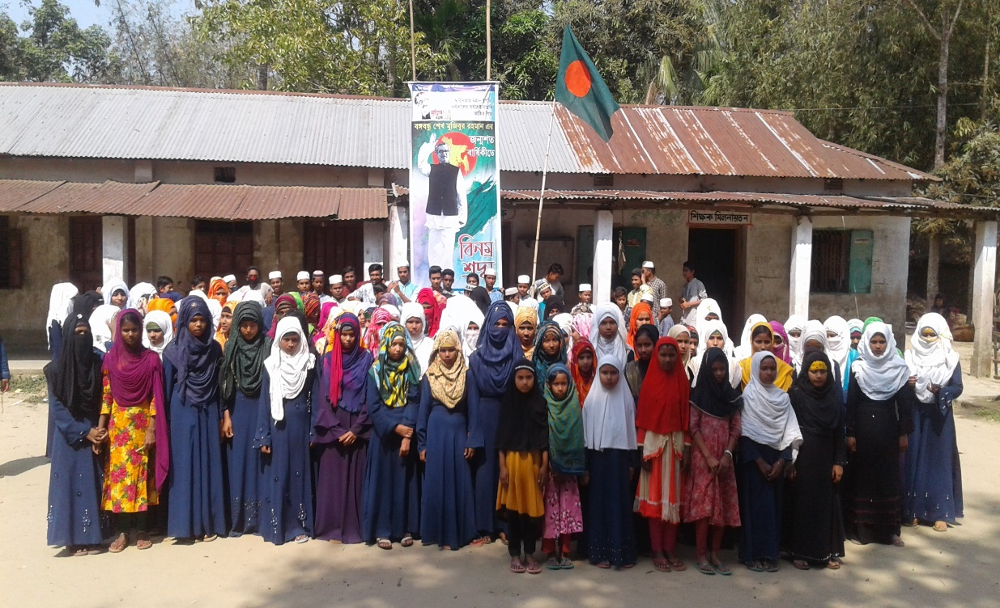 বঙ্গবন্ধু শেখ মুজিবুর রহমান এর
জন্মশত
বার্ষিকীতে
বিনম্র
শ্রদ্ধা
শিক্ষক মিলনায়তন